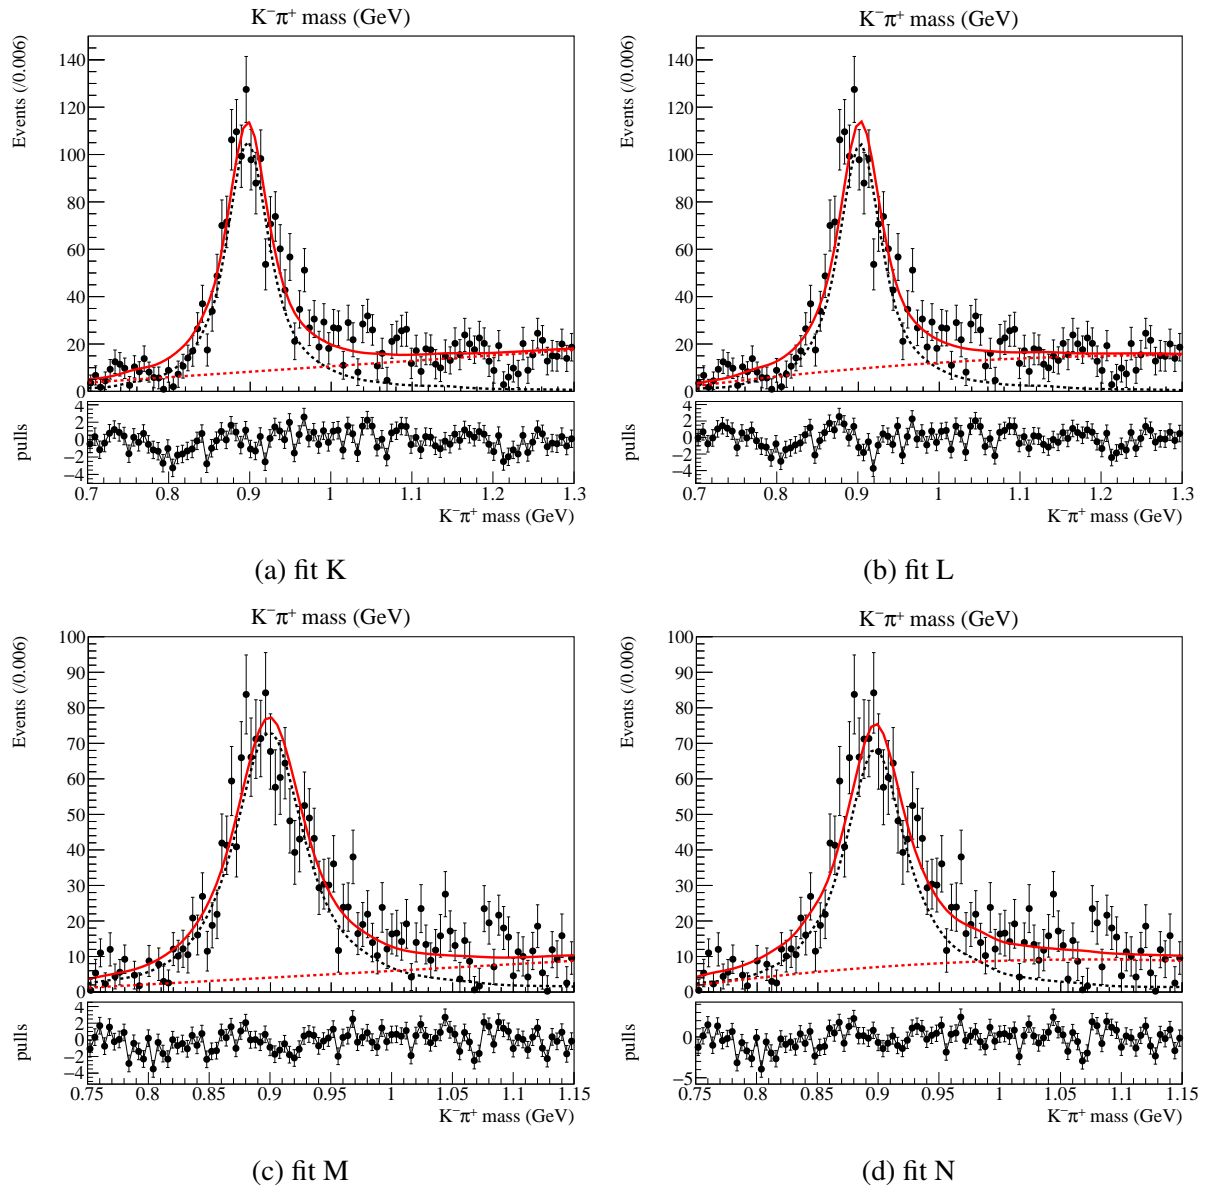 K⁻π⁺ mass (GeV)
Events (/0.006)
140
120
100
80
60
40
20
0
pulls
4
2
0
−2
−4
0.7 0.8 0.9 1 1.1 1.2 1.3
K⁻π⁺ mass (GeV)
(a) fit K
K⁻π⁺ mass (GeV)
Events (/0.006)
140
120
100
80
60
40
20
0
pulls
4
2
0
−2
−4
0.7 0.8 0.9 1 1.1 1.2 1.3
K⁻π⁺ mass (GeV)
(b) fit L
K⁻π⁺ mass (GeV)
Events (/0.006)
100
90
80
70
60
50
40
30
20
10
0
pulls
4
2
0
−2
−4
0.75 0.8 0.85 0.9 0.95 1 1.05 1.1 1.15
K⁻π⁺ mass (GeV)
(c) fit M
K⁻π⁺ mass (GeV)
Events (/0.006)
100
90
80
70
60
50
40
30
20
10
0
pulls
0
−5
0.75 0.8 0.85 0.9 0.95 1 1.05 1.1 1.15
K⁻π⁺ mass (GeV)
(d) fit N